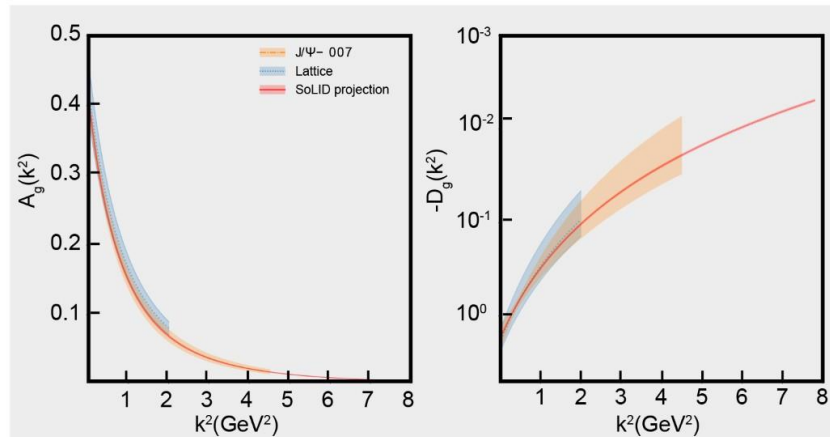 0.5
0.4
0.3
0.2
0.1
A_g(k²)
J/Ψ− 007
Lattice
SoLID projection
1 2 3 4 5 6 7 8
k²(GeV²)
10⁻³
10⁻²
10⁻¹
10⁰
-D_g(k²)
0 1 2 3 4 5 6 7 8
k²(GeV²)